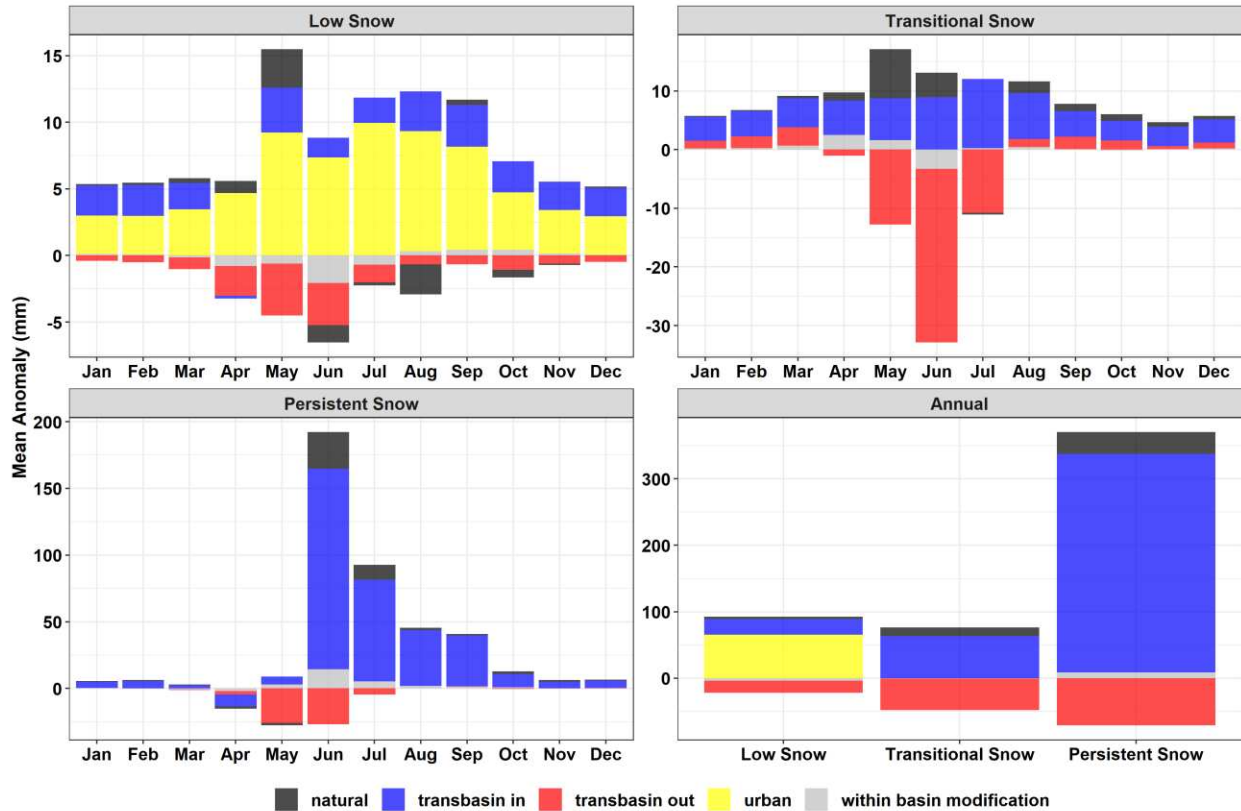 Low Snow
Transitional Snow
15
10
5
0
-5
10
0
-10
-20
-30
Jan Feb Mar Apr May Jun Jul Aug Sep Oct Nov Dec
Jan Feb Mar Apr May Jun Jul Aug Sep Oct Nov Dec
Mean Anomaly (mm)
Persistent Snow
Annual
200
150
100
50
0
300
200
100
0
Jan Feb Mar Apr May Jun Jul Aug Sep Oct Nov Dec
Low Snow Transitional Snow Persistent Snow
natural transbasin in transbasin out urban within basin modification